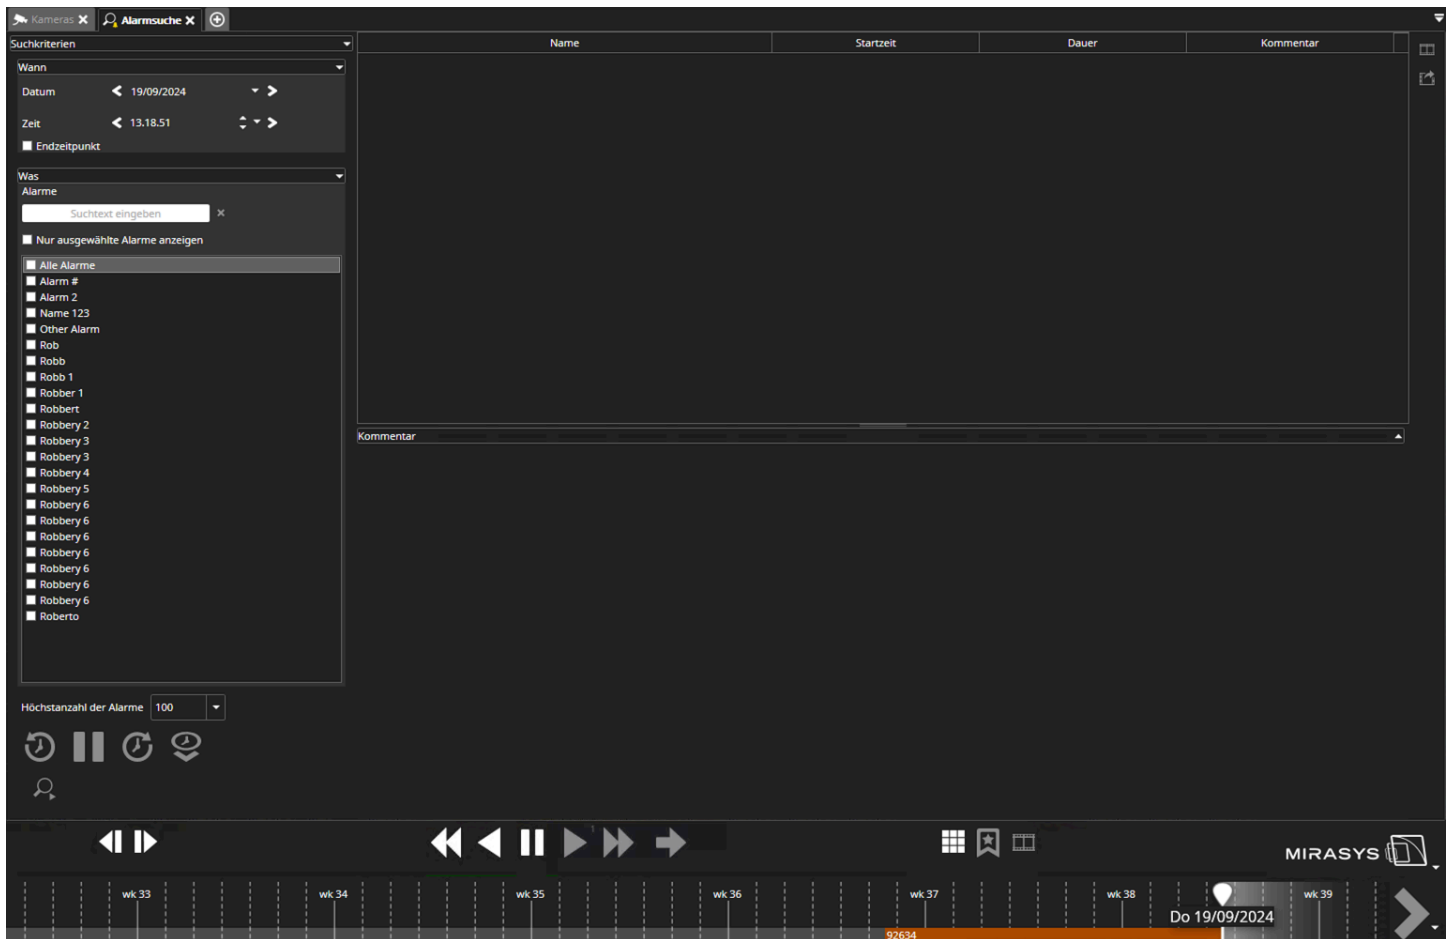 Kameras
Alarmsuche
Suchkriterien
Name Startzeit Dauer Kommentar
Wann
Datum 19/09/2024
Zeit 13.18.51
Endzeitpunkt
Was
Alarme
Suchtext eingeben
Nur ausgewählte Alarme anzeigen
Alle Alarme
Alarm #
Alarm 2
Name 123
Other Alarm
Rob
Robb
Robb 1
Robber 1
Robbert
Robbery 2
Robbery 3
Robbery 3
Robbery 4
Robbery 5
Robbery 6
Robbery 6
Robbery 6
Robbery 6
Robbery 6
Robbery 6
Robbery 6
Roberto
Kommentar
Höchstanzahl der Alarme 100
1
MIRASYS
wk 33 wk 34 wk 35 wk 36 wk 37 wk 38 wk 39
Do 19/09/2024
92634